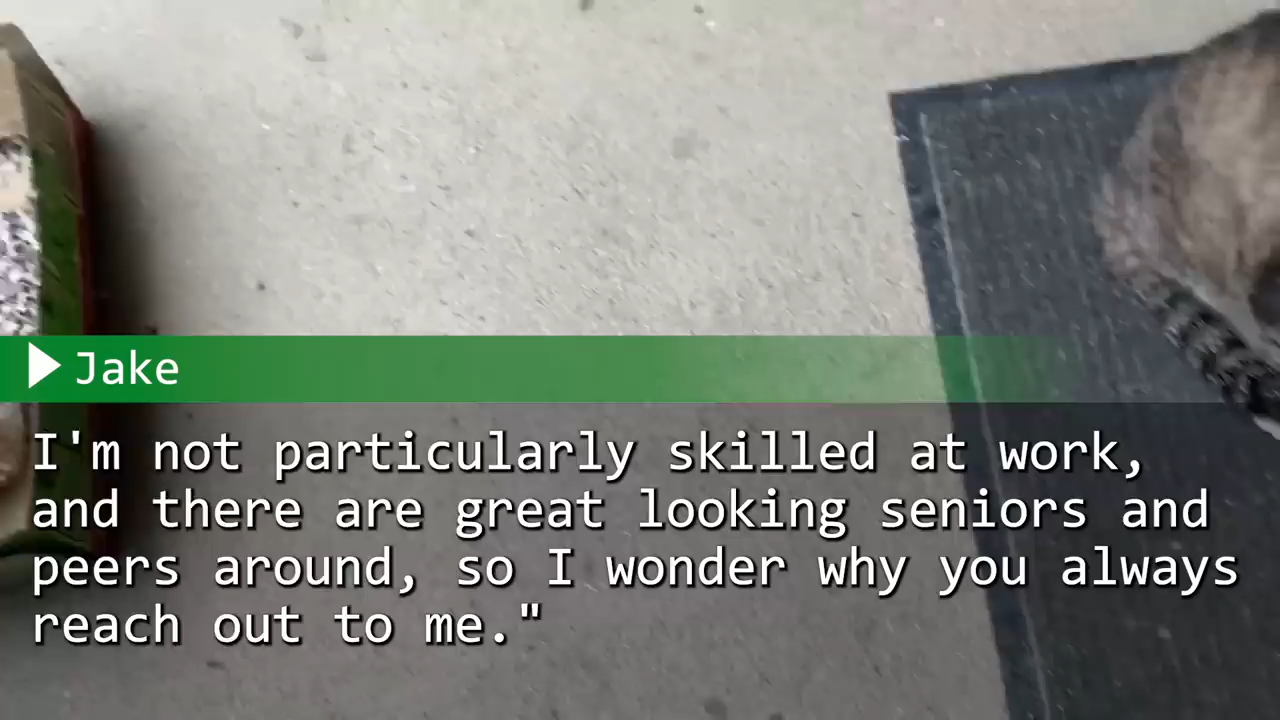 Jake
I'm not particularly skilled at work,
and there are great looking seniors and
peers around, so I wonder why you always
reach out to me."